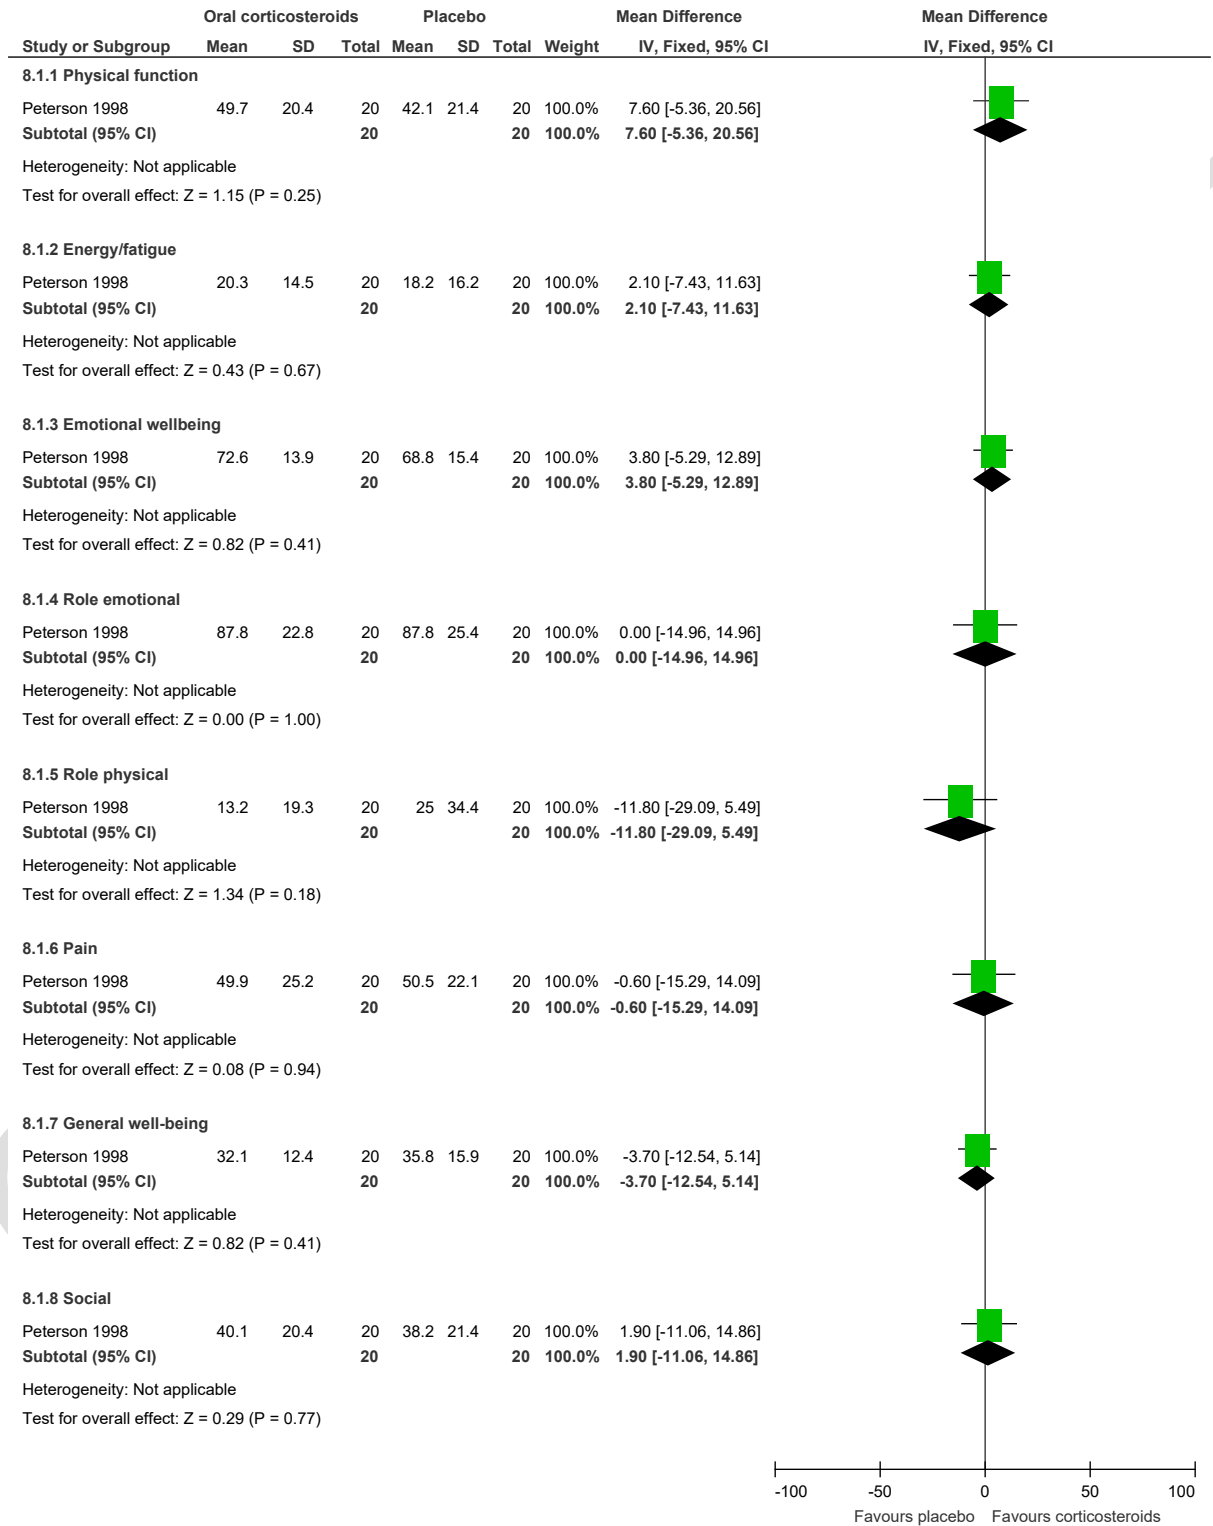 Oral corticosteroids Placebo Mean Difference Mean Difference
Study or Subgroup Mean SD Total Mean SD Total Weight IV, Fixed, 95% CI IV, Fixed, 95% CI
8.1.1 Physical function
Peterson 1998 49.7 20.4 20 42.1 21.4 20 100.0% 7.60 [-5.36, 20.56]
Subtotal (95% CI) 20 20 100.0% 7.60 [-5.36, 20.56]
Heterogeneity: Not applicable
Test for overall effect: Z = 1.15 (P = 0.25)
8.1.2 Energy/fatigue
Peterson 1998 20.3 14.5 20 18.2 16.2 20 100.0% 2.10 [-7.43, 11.63]
Subtotal (95% CI) 20 20 100.0% 2.10 [-7.43, 11.63]
Heterogeneity: Not applicable
Test for overall effect: Z = 0.43 (P = 0.67)
8.1.3 Emotional wellbeing
Peterson 1998 72.6 13.9 20 68.8 15.4 20 100.0% 3.80 [-5.29, 12.89]
Subtotal (95% CI) 20 20 100.0% 3.80 [-5.29, 12.89]
Heterogeneity: Not applicable
Test for overall effect: Z = 0.82 (P = 0.41)
8.1.4 Role emotional
Peterson 1998 87.8 22.8 20 87.8 25.4 20 100.0% 0.00 [-14.96, 14.96]
Subtotal (95% CI) 20 20 100.0% 0.00 [-14.96, 14.96]
Heterogeneity: Not applicable
Test for overall effect: Z = 0.00 (P = 1.00)
8.1.5 Role physical
Peterson 1998 13.2 19.3 20 25 34.4 20 100.0% -11.80 [-29.09, 5.49]
Subtotal (95% CI) 20 20 100.0% -11.80 [-29.09, 5.49]
Heterogeneity: Not applicable
Test for overall effect: Z = 1.34 (P = 0.18)
8.1.6 Pain
Peterson 1998 49.9 25.2 20 50.5 22.1 20 100.0% -0.60 [-15.29, 14.09]
Subtotal (95% CI) 20 20 100.0% -0.60 [-15.29, 14.09]
Heterogeneity: Not applicable
Test for overall effect: Z = 0.08 (P = 0.94)
8.1.7 General well-being
Peterson 1998 32.1 12.4 20 35.8 15.9 20 100.0% -3.70 [-12.54, 5.14]
Subtotal (95% CI) 20 20 100.0% -3.70 [-12.54, 5.14]
Heterogeneity: Not applicable
Test for overall effect: Z = 0.82 (P = 0.41)
8.1.8 Social
Peterson 1998 40.1 20.4 20 38.2 21.4 20 100.0% 1.90 [-11.06, 14.86]
Subtotal (95% CI) 20 20 100.0% 1.90 [-11.06, 14.86]
Heterogeneity: Not applicable
Test for overall effect: Z = 0.29 (P = 0.77)
-100 -50 0 50 100
Favours placebo Favours corticosteroids